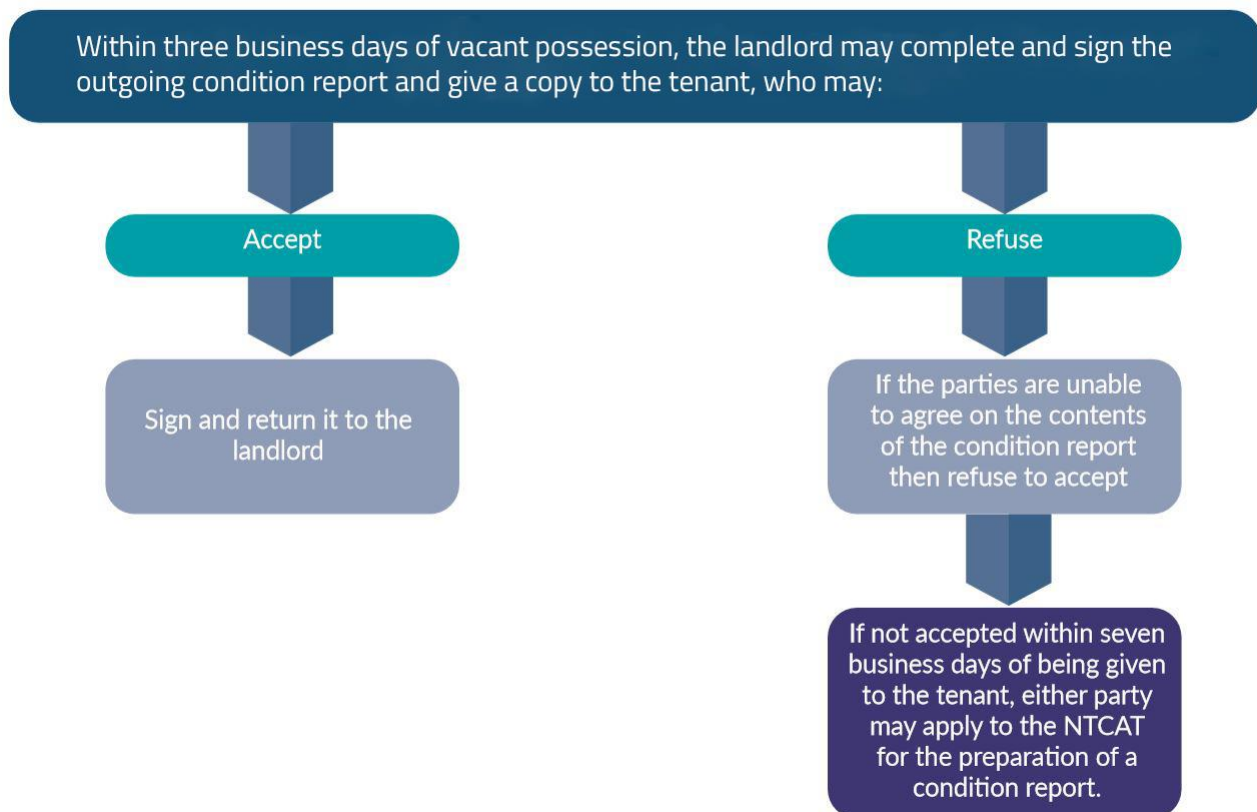 Within three business days of vacant possession, the landlord may complete and sign the
outgoing condition report and give a copy to the tenant, who may:
Accept
Sign and return it to the
landlord
Refuse
If the parties are unable
to agree on the contents
of the condition report
then refuse to accept
If not accepted within seven
business days of being given
to the tenant, either party
may apply to the NTCAT
for the preparation of a
condition report.